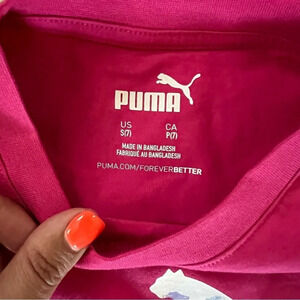 PUMA
US CA
S(7) P(7)
MADE IN BANGLADESH
FABRIQUÉ AU BANGLADESH
PUMA.COM/FOREVERBETTER